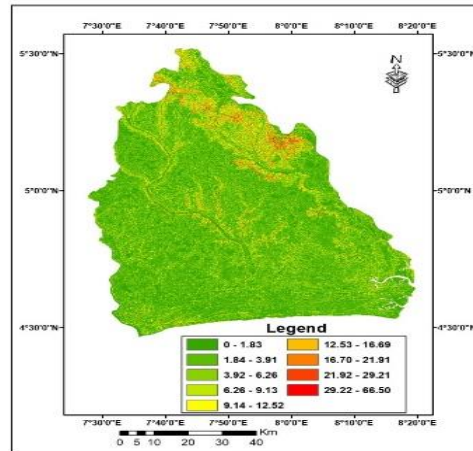 7°30'0"E 7°40'0"E 7°50'0"E 8°0'0"E 8°10'0"E 8°20'0"E
N
5°30'0"N 5°30'0"N
5°0'0"N 5°0'0"N
4°30'0"N 4°30'0"N
Legend
0 - 1.83 12.53 - 16.69
1.84 - 3.91 16.70 - 21.91
3.92 - 6.26 21.92 - 29.21
6.26 - 9.13 29.22 - 66.50
9.14 - 12.52
7°30'0"E 7°40'0"E 7°50'0"E 8°0'0"E 8°10'0"E 8°20'0"E
Km
0 5 10 20 30 40